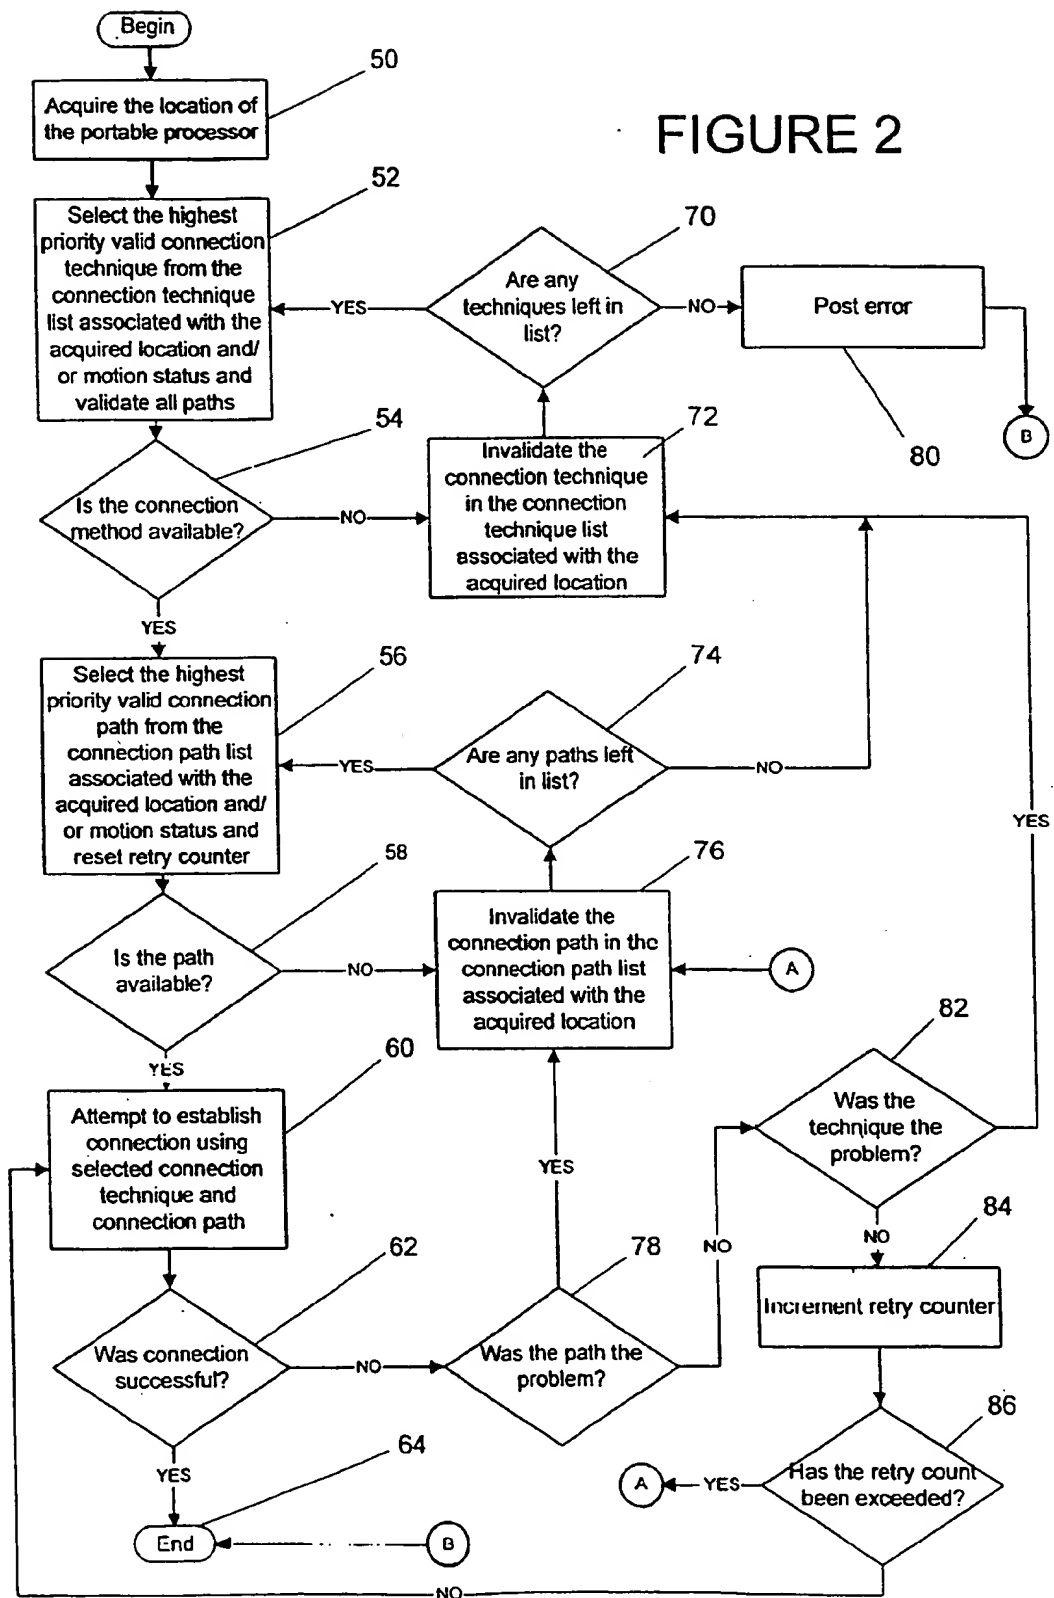 Begin
50
Acquire the location of
the portable processor
FIGURE 2
52
Select the highest
priority valid connection
technique from the
connection technique
list associated with the
acquired location and/
or motion status and
validate all paths
70
Are any
techniques left in
list?
YES
NO
Post error
80
B
54
Is the connection
method available?
NO
72
Invalidate the
connection technique
in the connection
technique list
associated with the
acquired location
YES
56
Select the highest
priority valid connection
path from the
connection path list
associated with the
acquired location and/
or motion status and
reset retry counter
74
Are any paths left
in list?
YES
NO
YES
58
Is the path
available?
NO
76
Invalidate the
connection path in the
connection path list
associated with the
acquired location
A
YES
60
Attempt to establish
connection using
selected connection
technique and
connection path
82
Was the
technique the
problem?
YES
NO
NO
84
Increment retry counter
62
Was connection
successful?
NO
78
Was the path the
problem?
86
Has the retry count
been exceeded?
YES
A
YES
64
End
B
NO